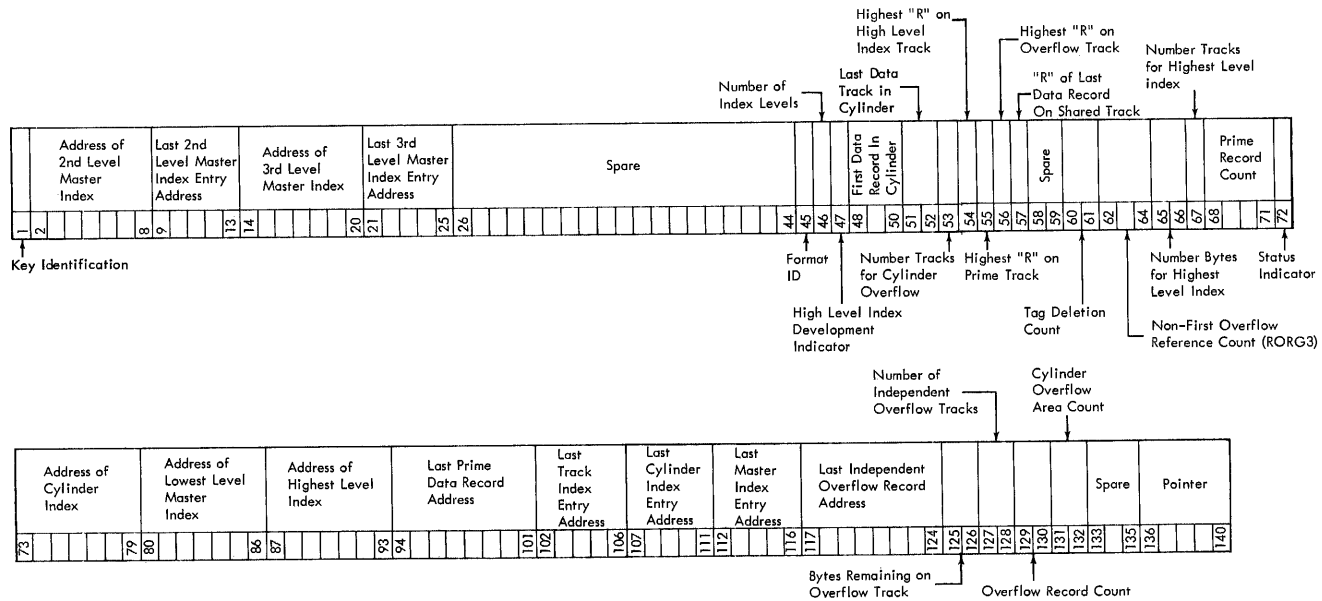 Highest "R" on
High Level
Index Track
Highest "R" on
Overflow Track
Number Tracks
for Highest Level
index
Number of
Index Levels
Last Data
Track in
Cylinder
"R" of Last
Data Record
On Shared Track
Address of
2nd Level
Master
Index
Last 2nd
Level Master
Index Entry
Address
Address of
3rd Level
Master Index
Last 3rd
Level Master
Index Entry
Address
Spare
First Data
Record In
Cylinder
Spare
Prime
Record
Count
1 2 8 9 13 14 20 21 25 26 44 45 46 47 48 50 51 52 53 54 55 56 57 58 59 60 61 62 64 65 66 67 68 71 72
Key Identification
Format
ID
Number Tracks
for Cylinder
Overflow
Highest "R" on
Prime Track
Number Bytes
for Highest
Level Index
Status
Indicator
High Level Index
Development
Indicator
Tag Deletion
Count
Non-First Overflow
Reference Count (RORG3)
Number of
Independent
Overflow Tracks
Cylinder
Overflow
Area Count
Address of
Cylinder
Index
Address of
Lowest Level
Master
Index
Address of
Highest Level
Index
Last Prime
Data Record
Address
Last
Track
Index
Entry
Address
Last
Cylinder
Index
Entry
Address
Last
Master
Index
Entry
Address
Last Independent
Overflow Record
Address
Spare
Pointer
73 79 80 86 87 93 94 101 102 106 107 111 112 116 117 124 125 126 127 128 129 130 131 132 133 135 136 140
Bytes Remaining on
Overflow Track
Overflow Record Count